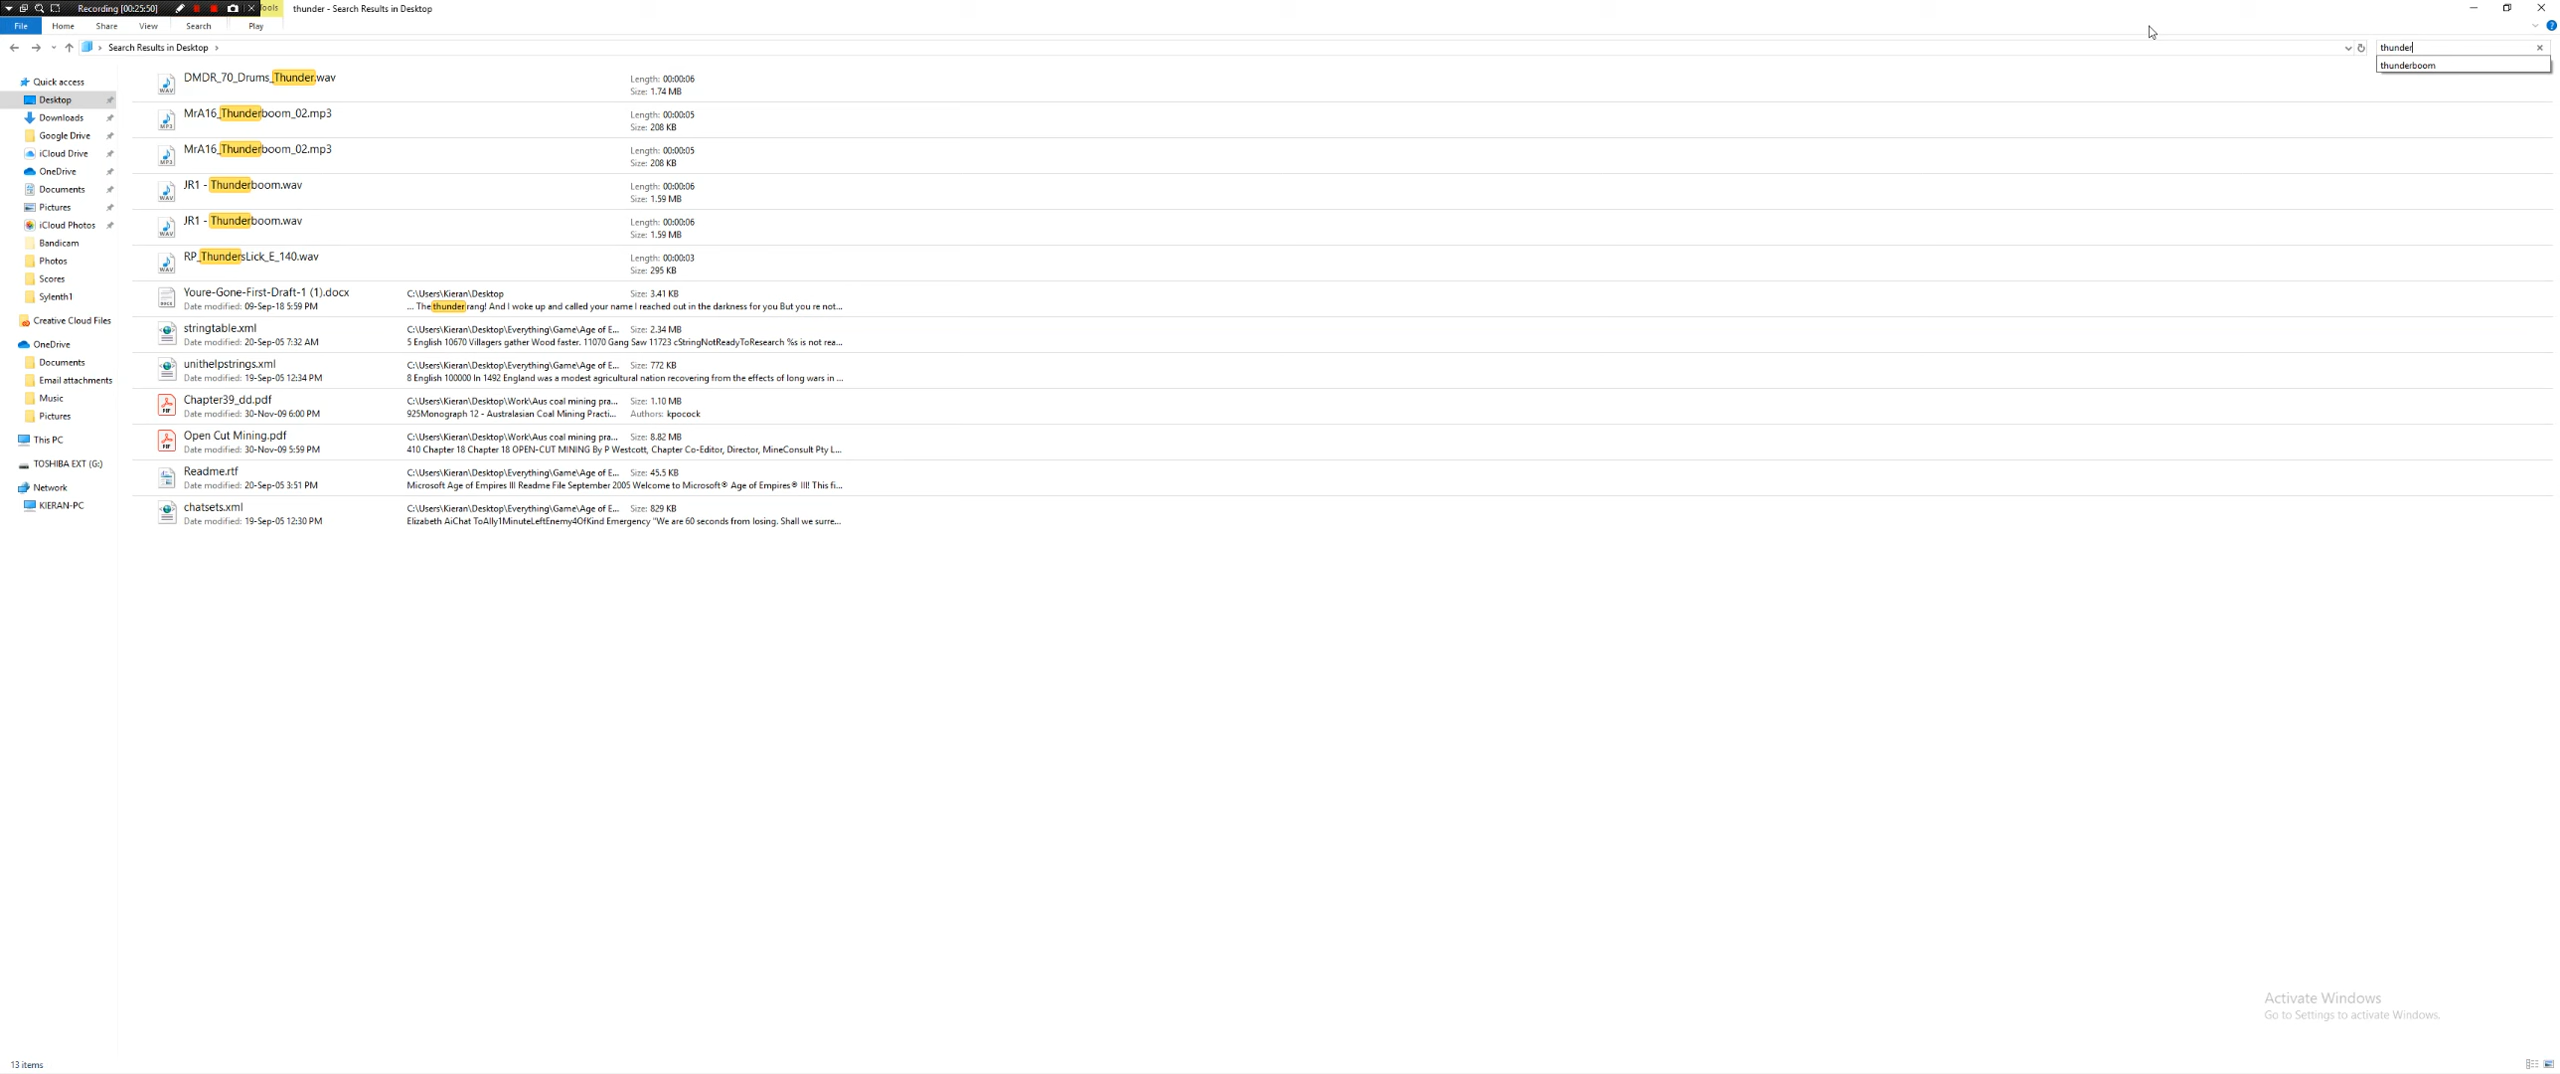 Recording [00:25:50]
ools
thunder - Search Results in Desktop
File
Home
Share
View
Search
Play
Search Results in Desktop
thunder
thunderboom
Quick access
Desktop
Downloads
Google Drive
iCloud Drive
OneDrive
Documents
Pictures
iCloud Photos
Bandicam
Photos
Scores
Sylenth1
Creative Cloud Files
OneDrive
Documents
Email attachments
Music
Pictures
This PC
TOSHIBA EXT (G:)
Network
KIERAN-PC
DMDR_70_Drums_Thunder.wav
Length: 00:00:06
Size: 1.74 MB
MrA16_Thunderboom_02.mp3
Length: 00:00:05
Size: 208 KB
MrA16_Thunderboom_02.mp3
Length: 00:00:05
Size: 208 KB
JR1 - Thunderboom.wav
Length: 00:00:06
Size: 1.59 MB
JR1 - Thunderboom.wav
Length: 00:00:06
Size: 1.59 MB
RP_ThundersLick_E_140.wav
Length: 00:00:03
Size: 295 KB
Youre-Gone-First-Draft-1 (1).docx
C:\Users\Kieran\Desktop
Size: 3.41 KB
Date modified: 09-Sep-18 5:59 PM
... The thunder rang! And I woke up and called your name I reached out in the darkness for you But you re not...
stringtable.xml
C:\Users\Kieran\Desktop\Everything\Game\Age of E...
Size: 2.34 MB
Date modified: 20-Sep-05 7:32 AM
5 English 10670 Villagers gather Wood faster. 11070 Gang Saw 11723 cStringNotReadyToResearch %s is not rea...
unithelpstrings.xml
C:\Users\Kieran\Desktop\Everything\Game\Age of E...
Size: 772 KB
Date modified: 19-Sep-05 12:34 PM
8 English 100000 In 1492 England was a modest agricultural nation recovering from the effects of long wars in ...
Chapter39_dd.pdf
C:\Users\Kieran\Desktop\Work\Aus coal mining pra...
Size: 1.10 MB
Date modified: 30-Nov-09 6:00 PM
925Monograph 12 - Australasian Coal Mining Practi...
Authors: kpocock
Open Cut Mining.pdf
C:\Users\Kieran\Desktop\Work\Aus coal mining pra...
Size: 8.82 MB
Date modified: 30-Nov-09 5:59 PM
410 Chapter 18 Chapter 18 OPEN-CUT MINING By P Westcott, Chapter Co-Editor, Director, MineConsult Pty L...
Readme.rtf
C:\Users\Kieran\Desktop\Everything\Game\Age of E...
Size: 45.5 KB
Date modified: 20-Sep-05 3:51 PM
Microsoft Age of Empires III Readme File September 2005 Welcome to Microsoft® Age of Empires® III! This fi...
chatsets.xml
C:\Users\Kieran\Desktop\Everything\Game\Age of E...
Size: 829 KB
Date modified: 19-Sep-05 12:30 PM
Elizabeth AiChat ToAlly1MinuteLeftEnemy4OfKind Emergency "We are 60 seconds from losing. Shall we surre...
Activate Windows
Go to Settings to activate Windows.
13 items